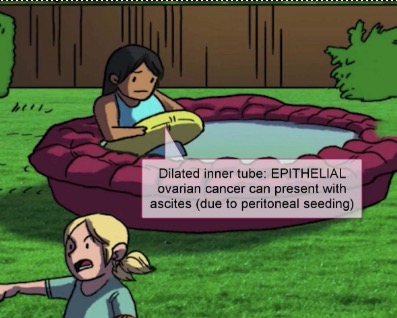 Dilated inner tube: EPITHELIAL
ovarian cancer can present with
ascites (due to peritoneal seeding)